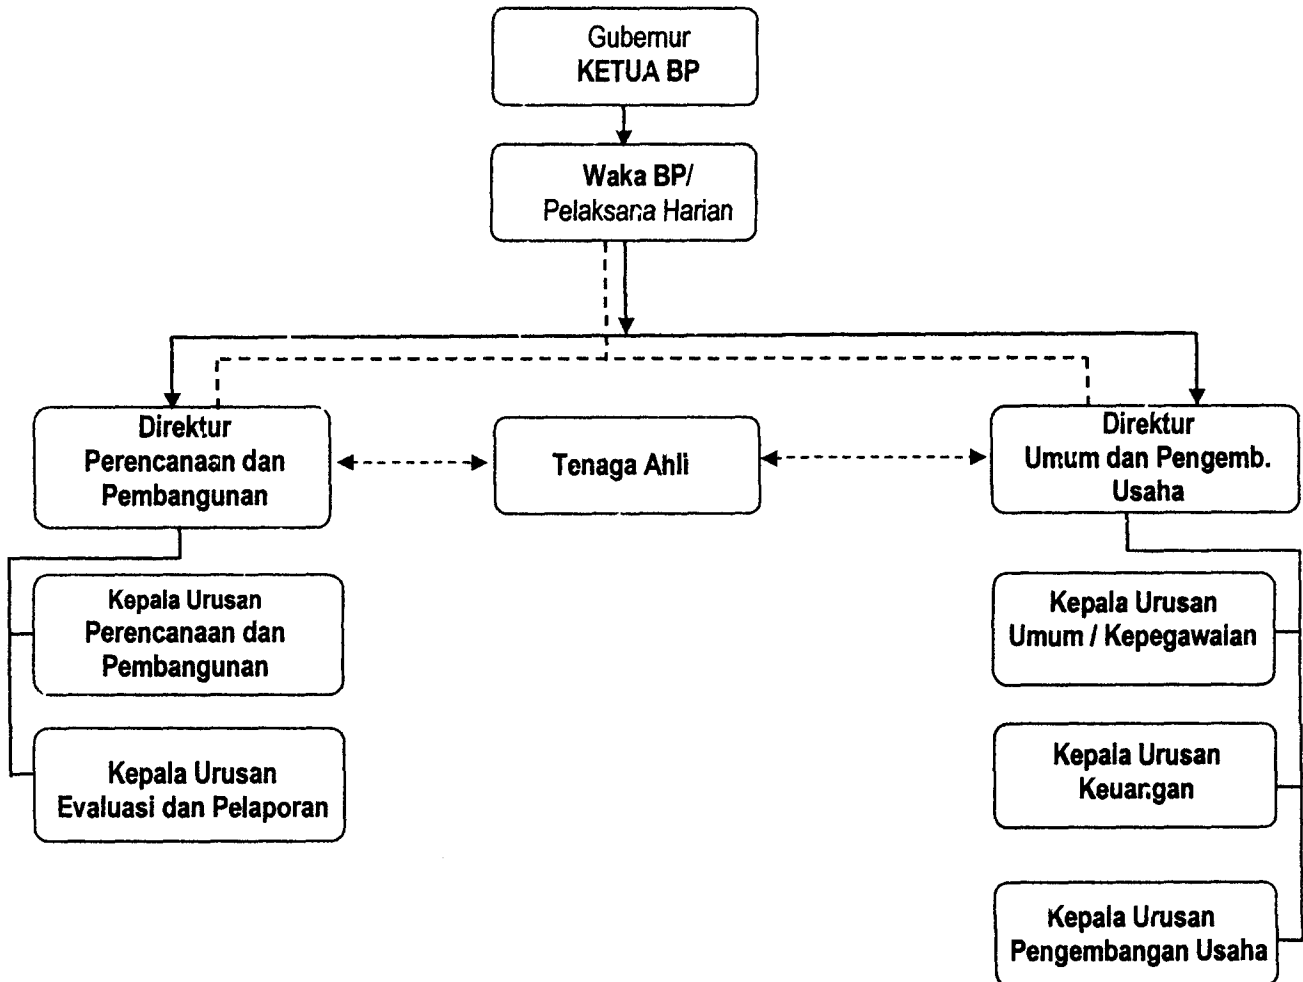 Gubernur
KETUA BP
Waka BP/
Pelaksana Harian
Direktur
Perencanaan dan
Pembangunan
Tenaga Ahli
Direktur
Umum dan Pengemb.
Usaha
Kepala Urusan
Perencanaan dan
Pembangunan
Kepala Urusan
Umum / Kepegawaian
Kepala Urusan
Evaluasi dan Pelaporan
Kepala Urusan
Keuangan
Kepala Urusan
Pengembangan Usaha